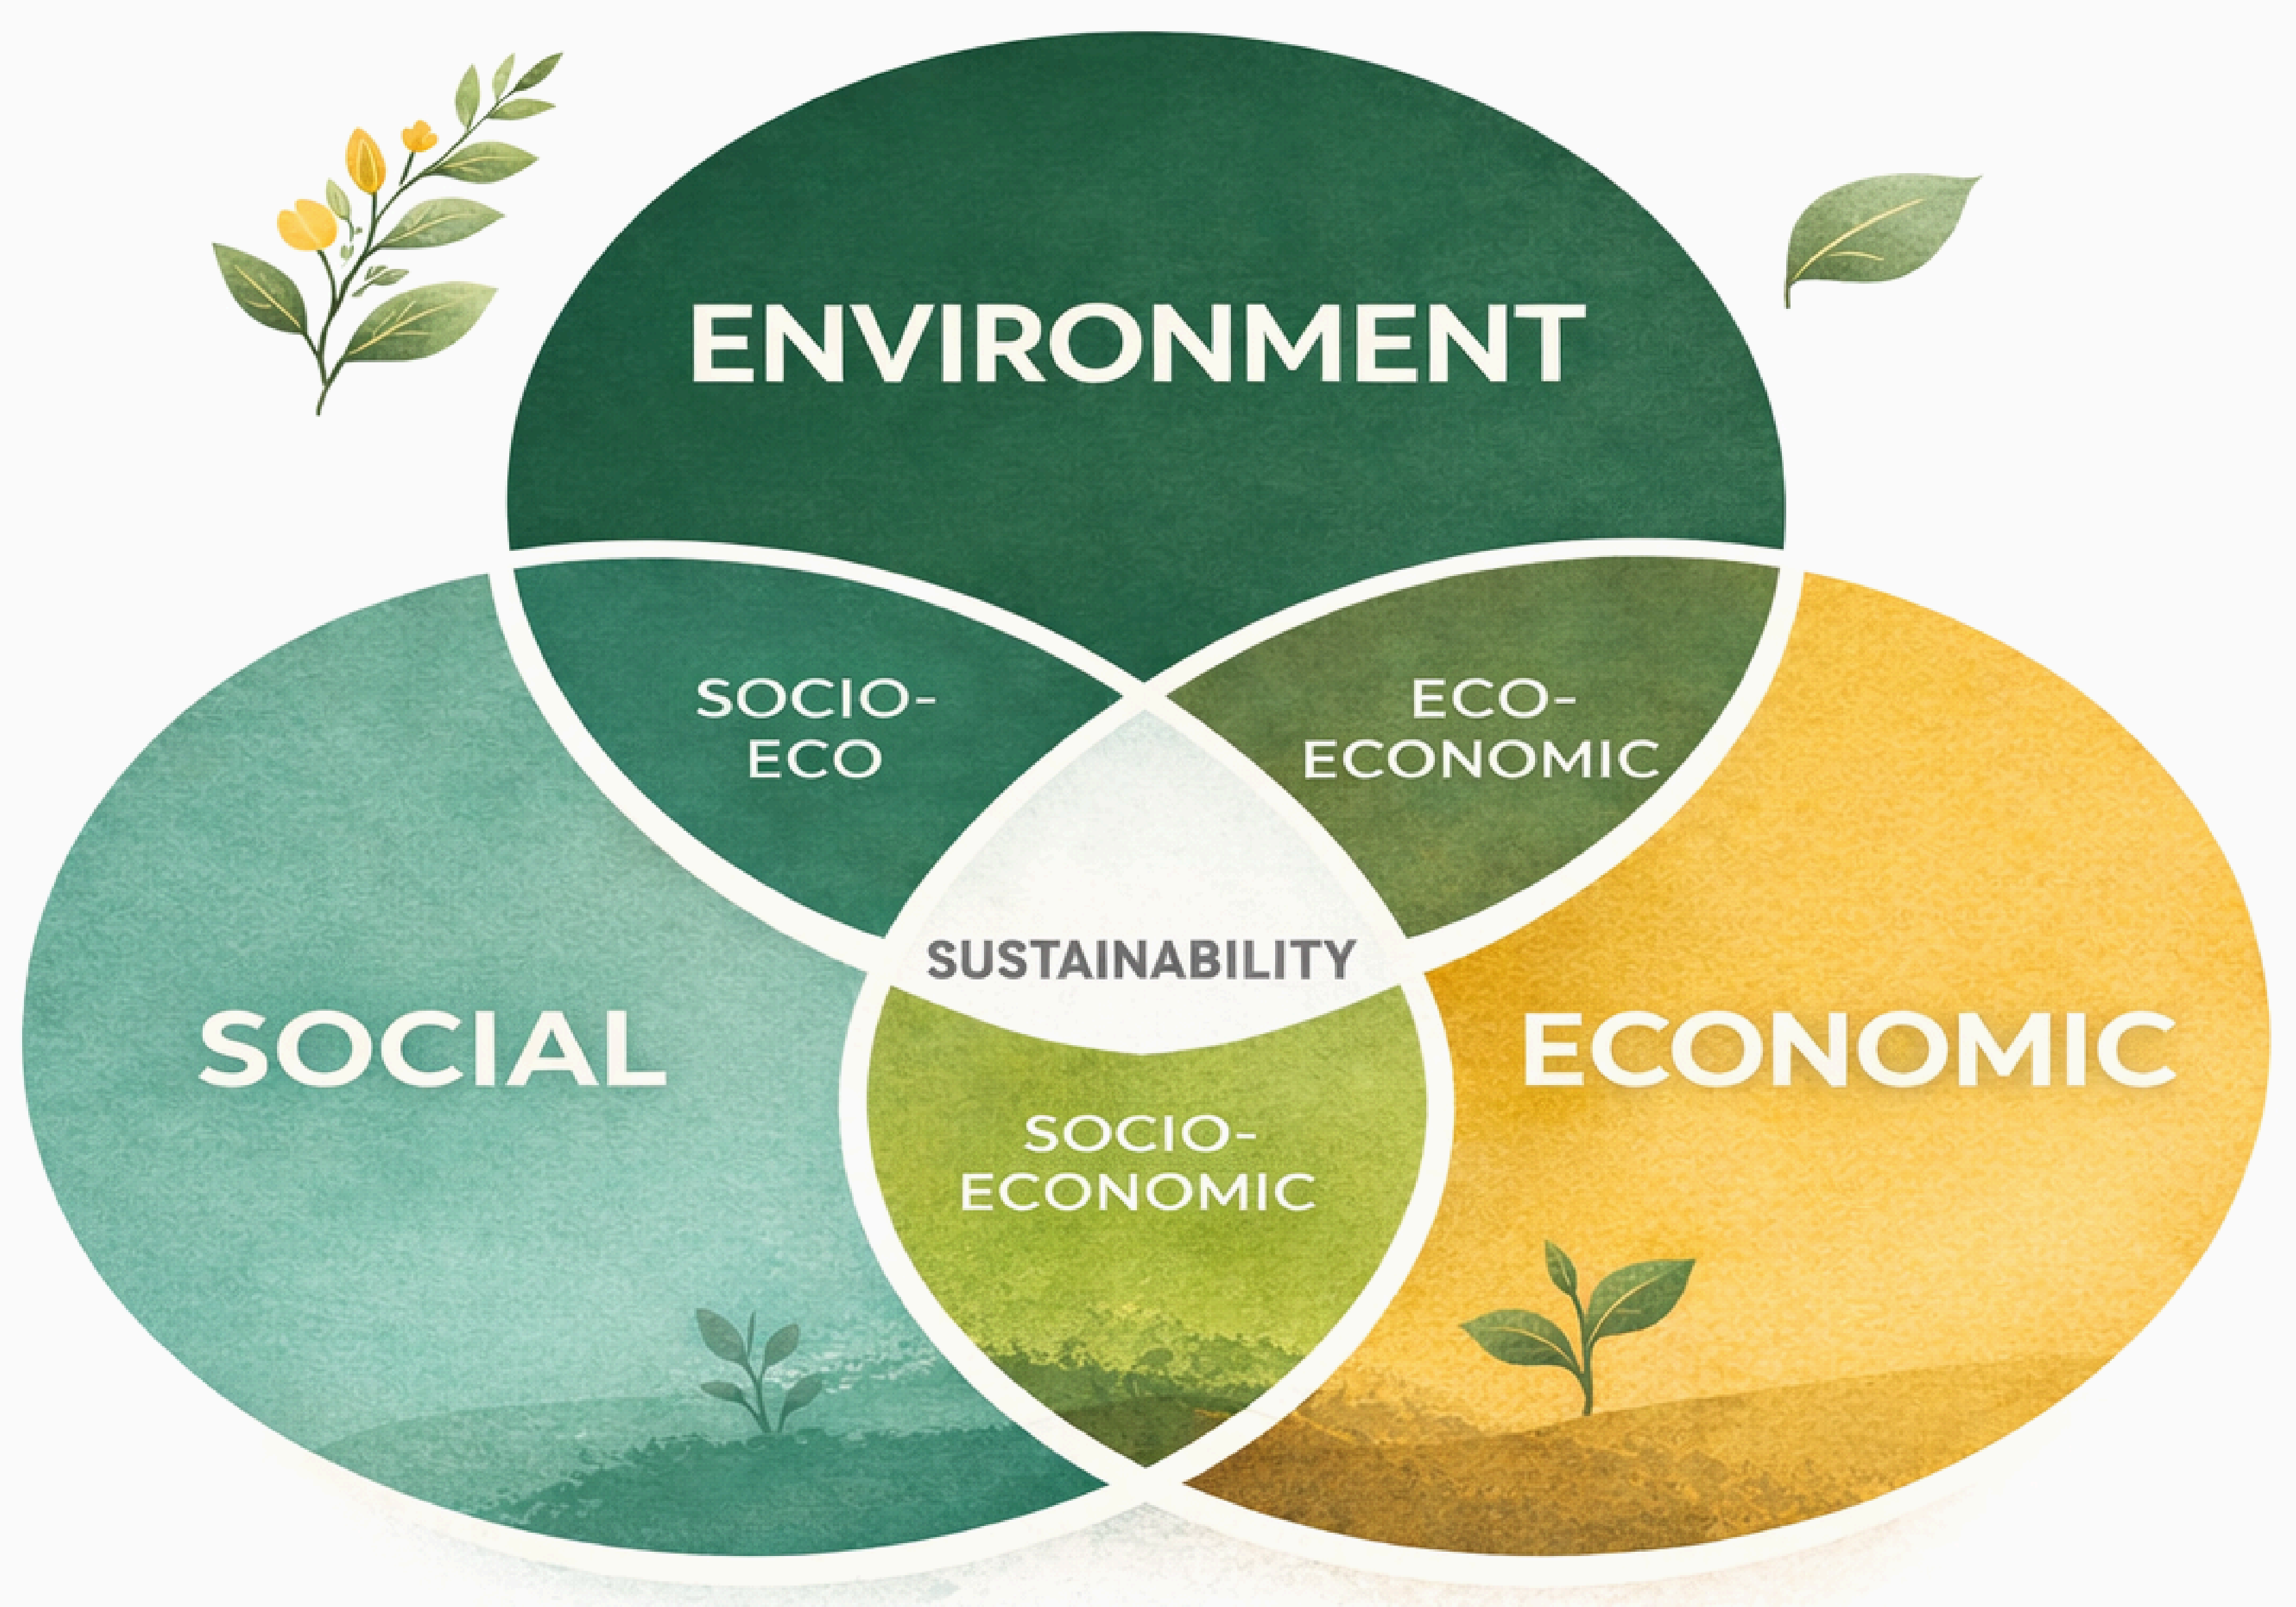 ENVIRONMENT
SOCIO-
ECO
ECO-
ECONOMIC
SUSTAINABILITY
SOCIAL
ECONOMIC
SOCIO-
ECONOMIC